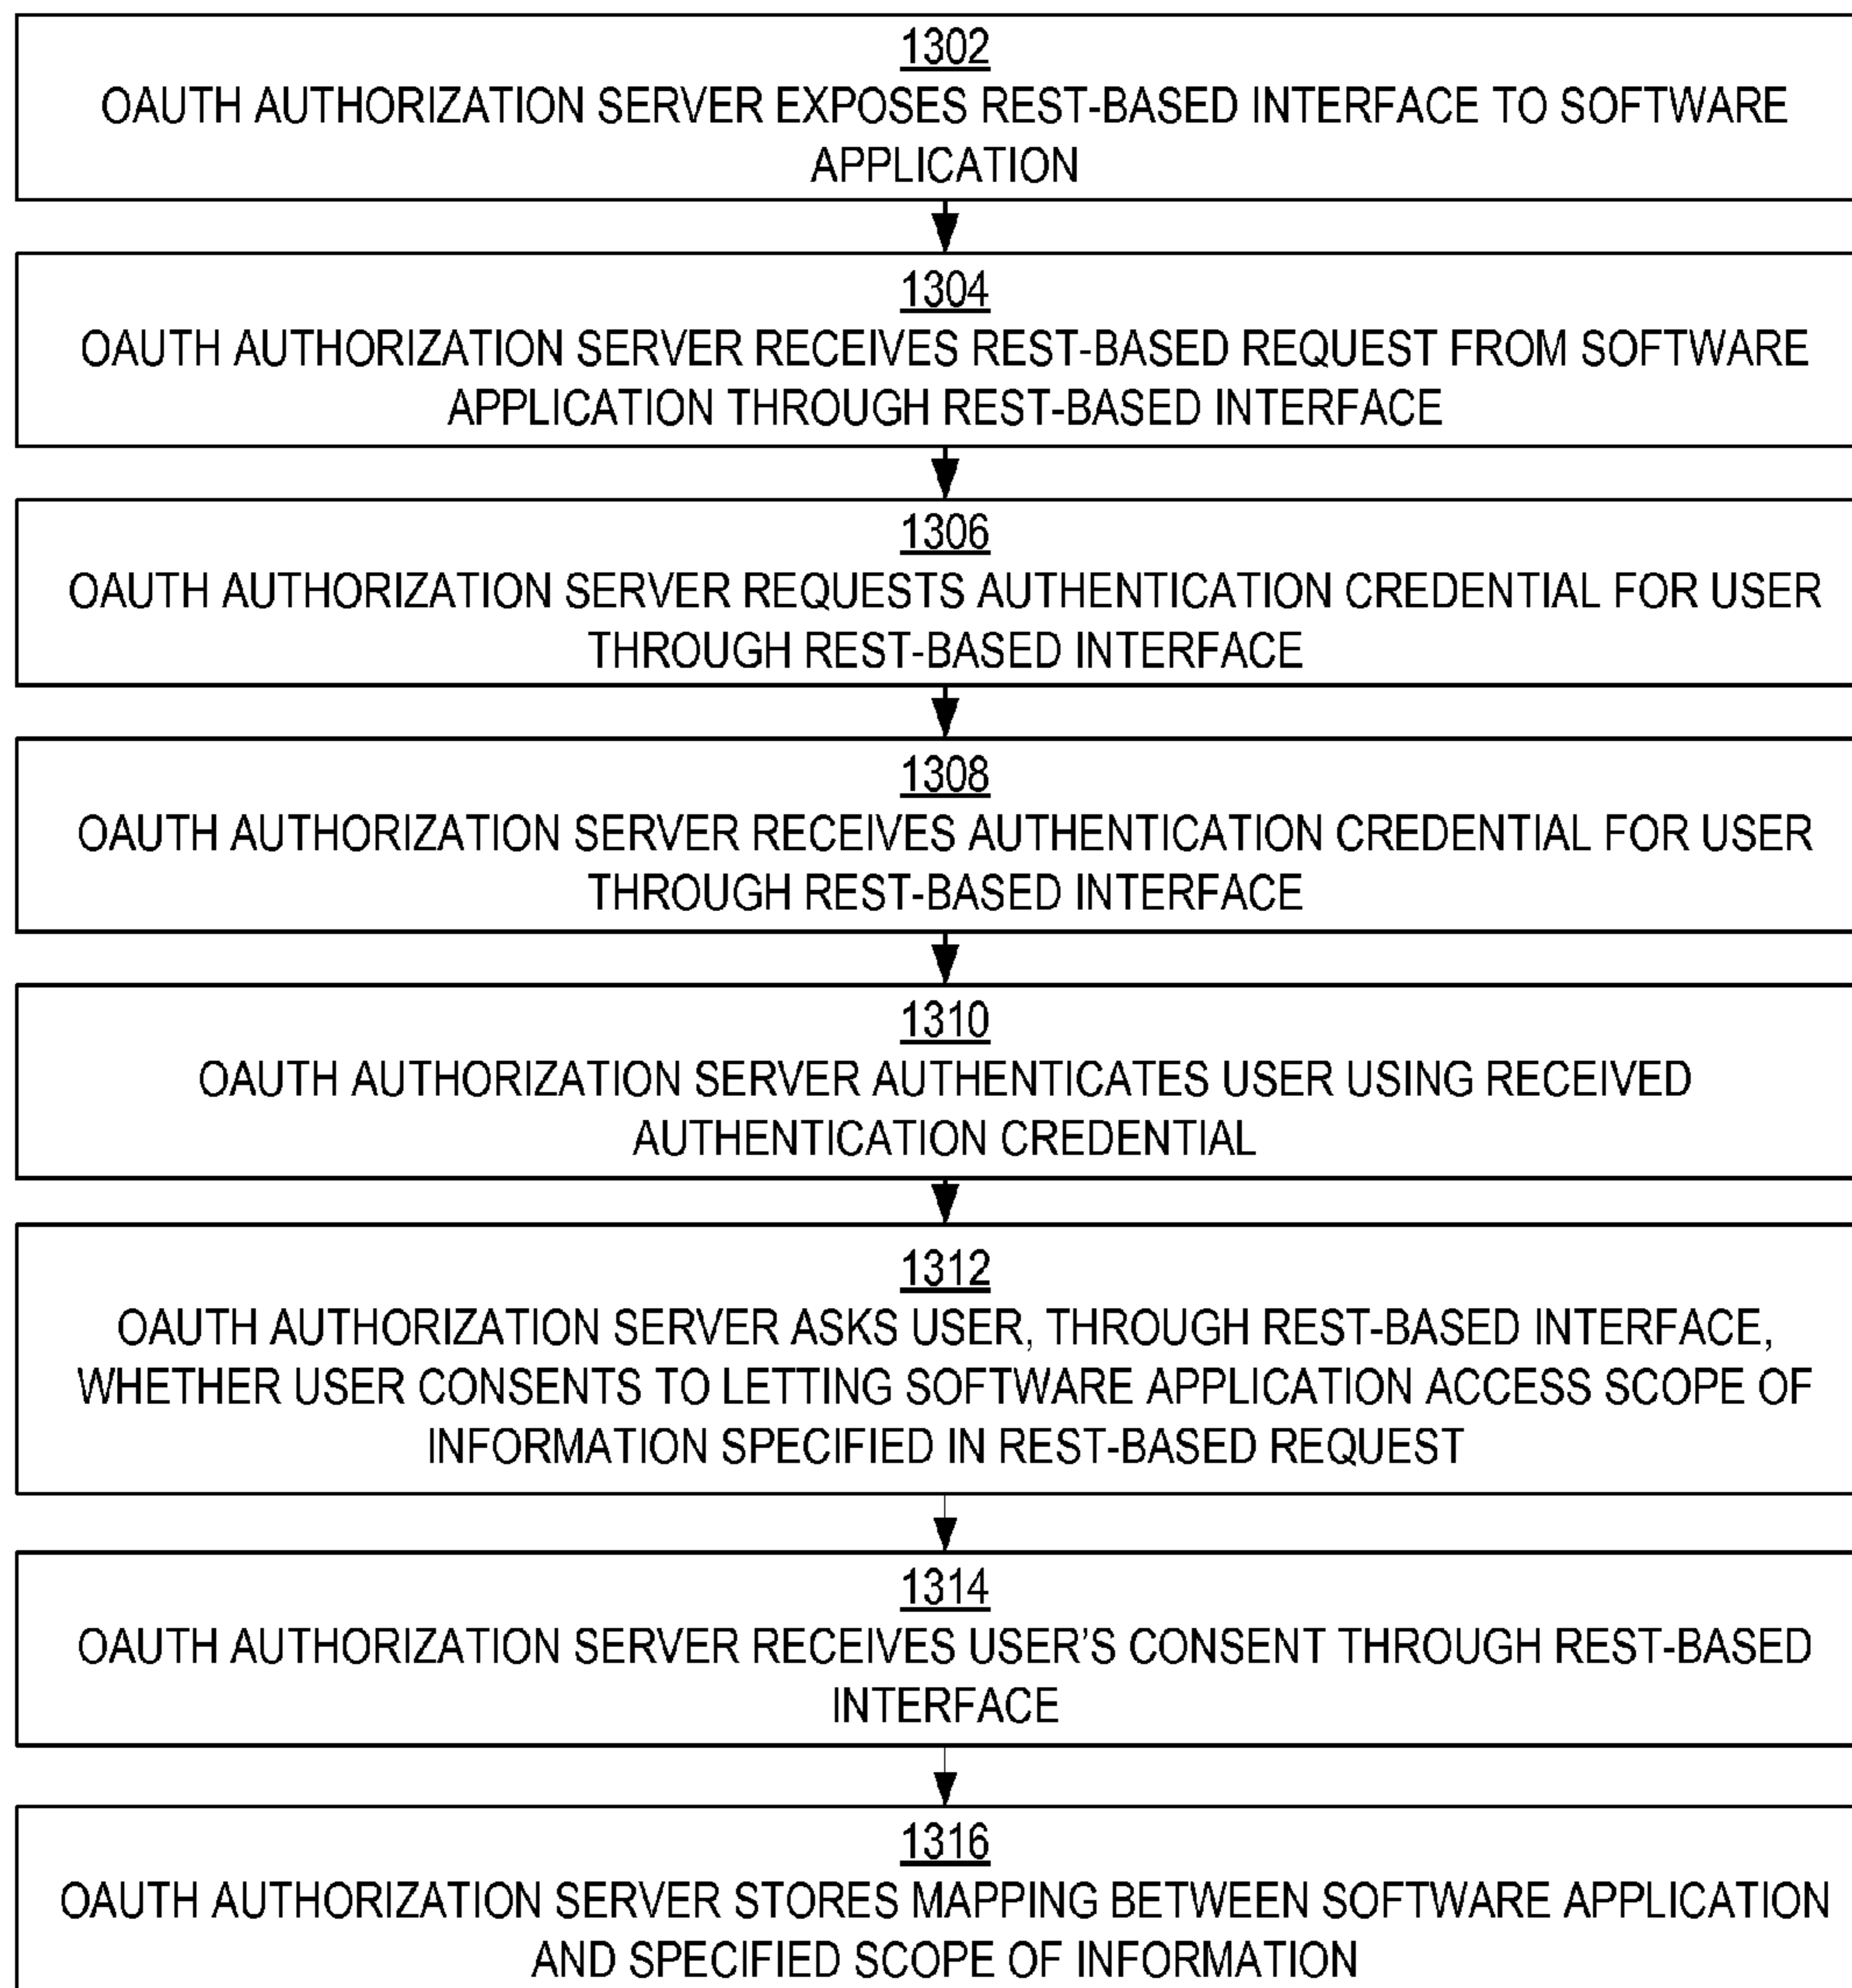 1302
OAUTH AUTHORIZATION SERVER EXPOSES REST-BASED INTERFACE TO SOFTWARE
APPLICATION
1304
OAUTH AUTHORIZATION SERVER RECEIVES REST-BASED REQUEST FROM SOFTWARE
APPLICATION THROUGH REST-BASED INTERFACE
1306
OAUTH AUTHORIZATION SERVER REQUESTS AUTHENTICATION CREDENTIAL FOR USER
THROUGH REST-BASED INTERFACE
1308
OAUTH AUTHORIZATION SERVER RECEIVES AUTHENTICATION CREDENTIAL FOR USER
THROUGH REST-BASED INTERFACE
1310
OAUTH AUTHORIZATION SERVER AUTHENTICATES USER USING RECEIVED
AUTHENTICATION CREDENTIAL
1312
OAUTH AUTHORIZATION SERVER ASKS USER, THROUGH REST-BASED INTERFACE,
WHETHER USER CONSENTS TO LETTING SOFTWARE APPLICATION ACCESS SCOPE OF
INFORMATION SPECIFIED IN REST-BASED REQUEST
1314
OAUTH AUTHORIZATION SERVER RECEIVES USER'S CONSENT THROUGH REST-BASED
INTERFACE
1316
OAUTH AUTHORIZATION SERVER STORES MAPPING BETWEEN SOFTWARE APPLICATION
AND SPECIFIED SCOPE OF INFORMATION